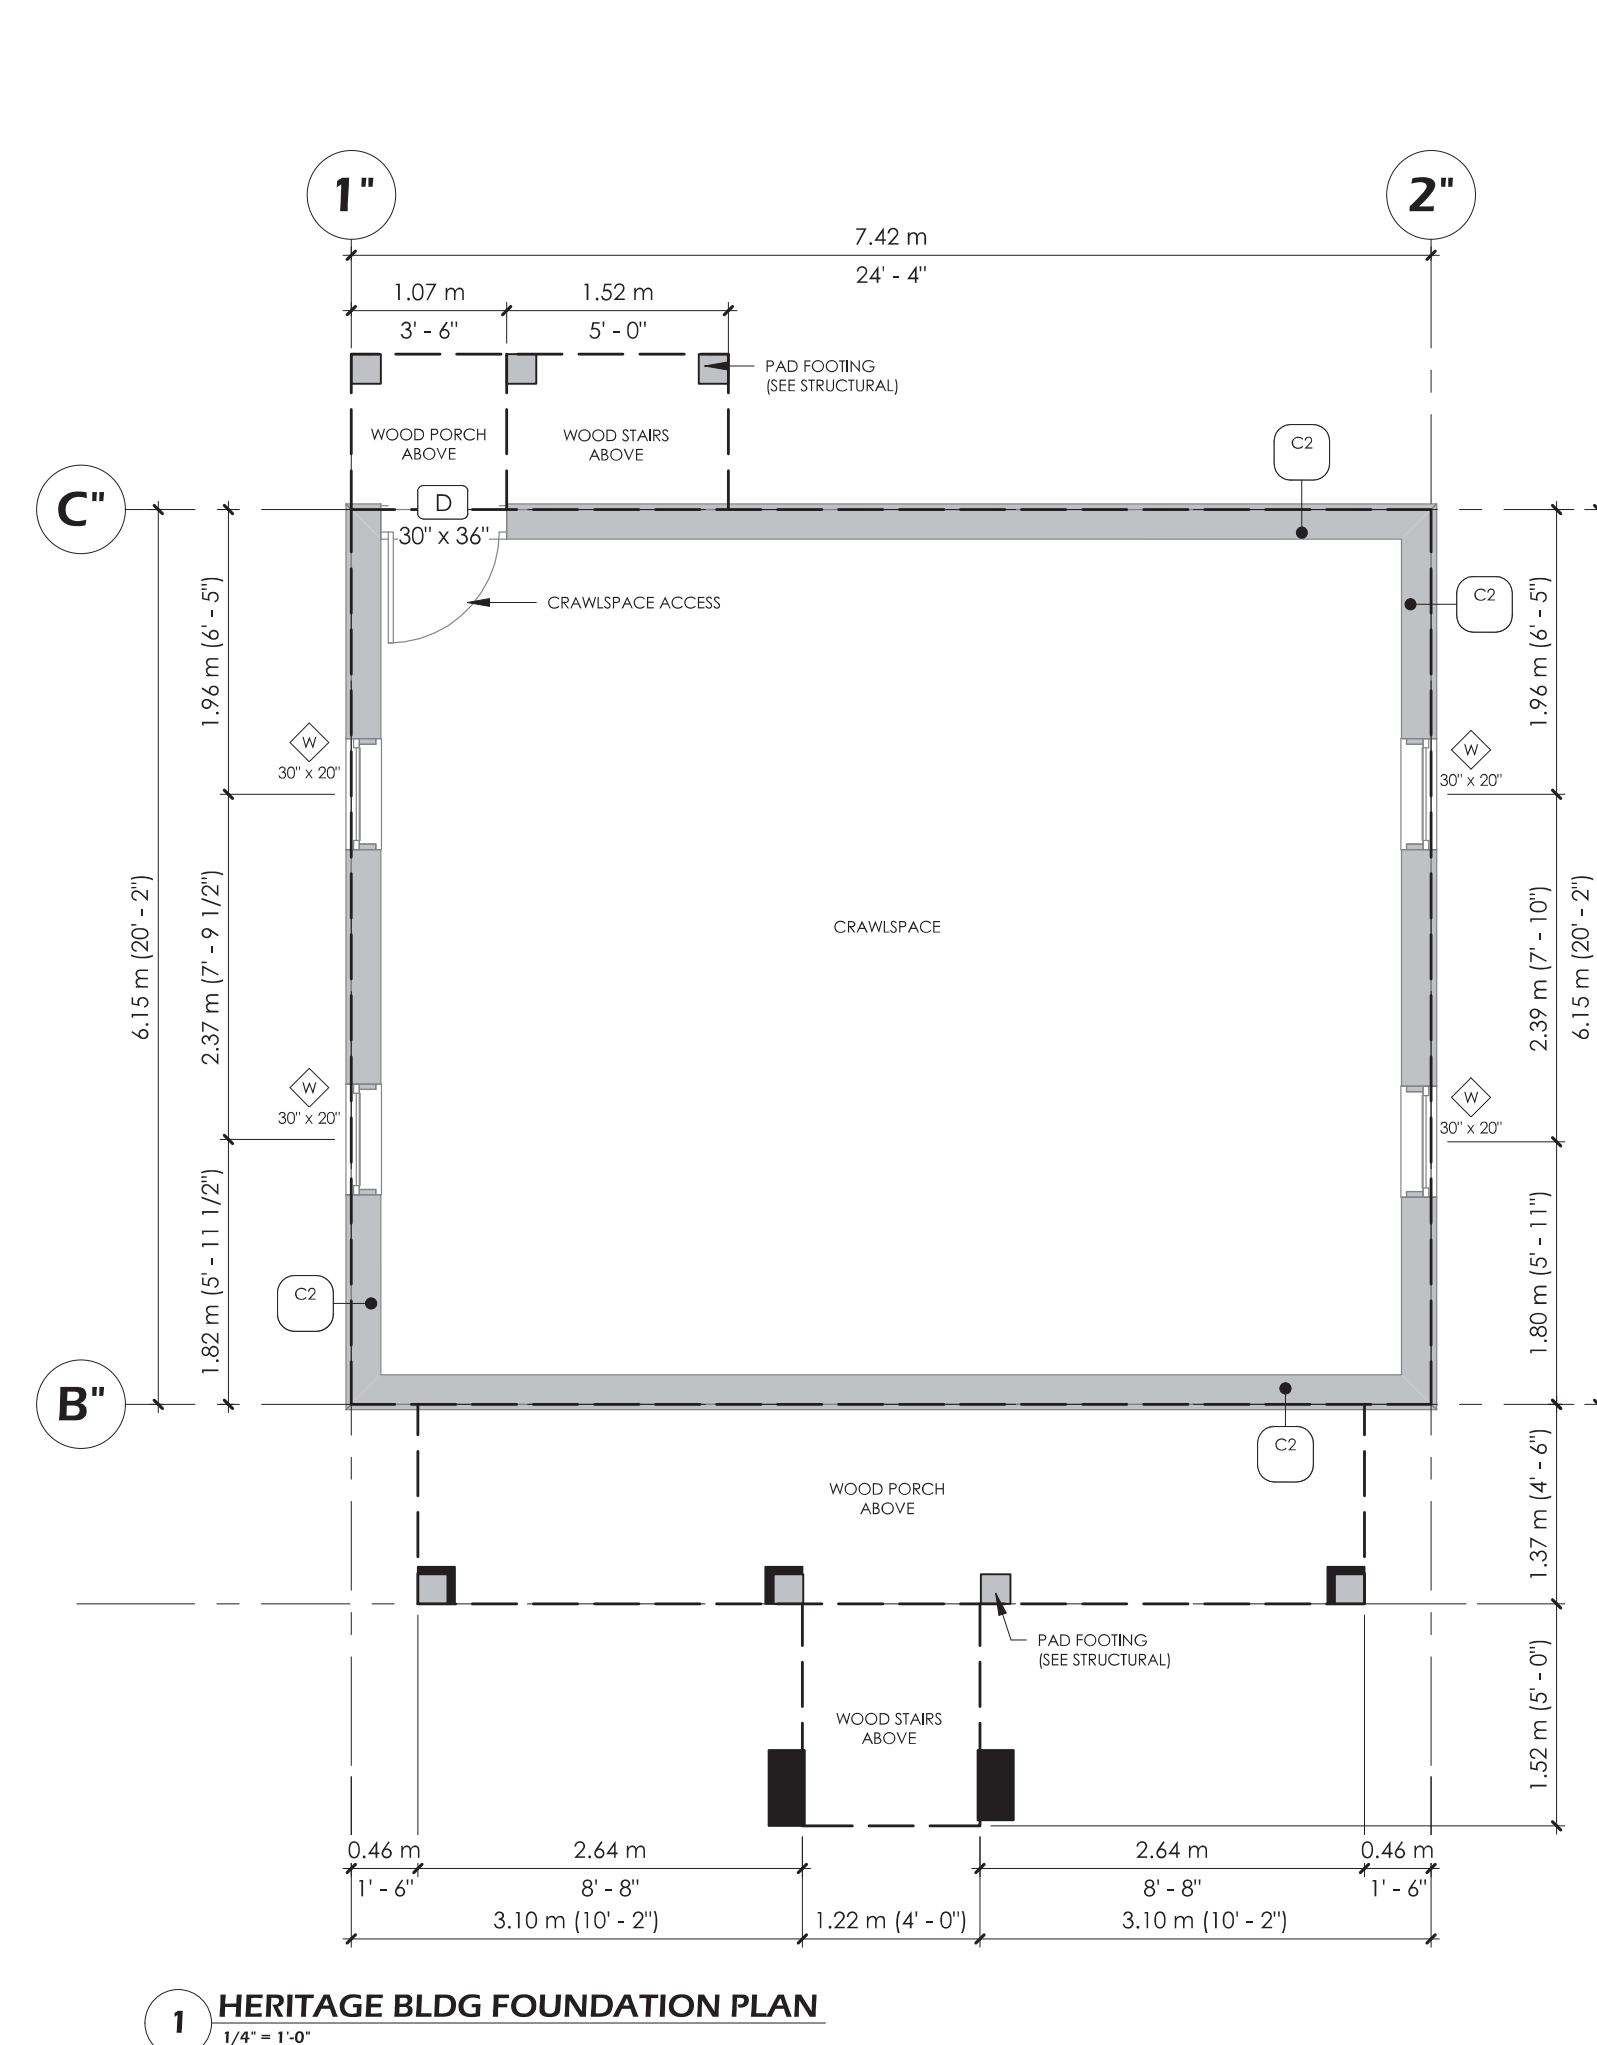 1"
2"
7.42 m
24' - 4"
1.07 m
1.52 m
3' - 6"
5' - 0"
PAD FOOTING
(SEE STRUCTURAL)
WOOD PORCH
ABOVE
WOOD STAIRS
ABOVE
C2
C"
D
30" x 36"
CRAWLSPACE ACCESS
C2
1.96 m (6' - 5")
1.96 m (6' - 5")
W
30" x 20"
W
30" x 20"
6.15 m (20' - 2")
2.37 m (7' - 9 1/2")
CRAWLSPACE
2.39 m (7' - 10")
6.15 m (20' - 2")
W
30" x 20"
W
30" x 20"
1.82 m (5' - 11 1/2")
1.80 m (5' - 11")
C2
B"
C2
WOOD PORCH
ABOVE
1.37 m (4' - 6")
PAD FOOTING
(SEE STRUCTURAL)
WOOD STAIRS
ABOVE
1.52 m (5' - 0")
0.46 m
2.64 m
2.64 m
0.46 m
1' - 6"
8' - 8"
8' - 8"
1' - 6"
3.10 m (10' - 2")
1.22 m (4' - 0")
3.10 m (10' - 2")
1
HERITAGE BLDG FOUNDATION PLAN
1/4" = 1'-0"